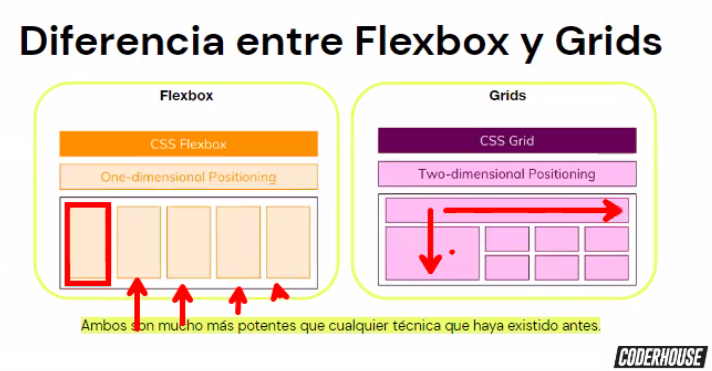 Diferencia entre Flexbox y Grids
Flexbox
CSS Flexbox
One-dimensional Positioning
Grids
CSS Grid
Two-dimensional Positioning
Ambos son mucho más potentes que cualquier técnica que haya existido antes.
CODERHOUSE